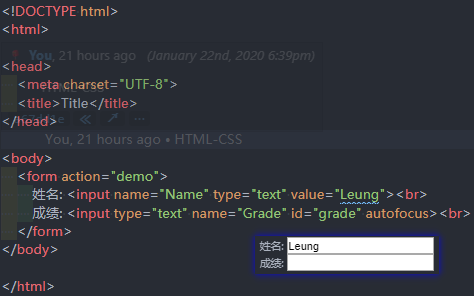 <!DOCTYPE html>
<html>
You, 21 hours ago (January 22nd, 2020 6:39pm)
<head>
HTML-CSS
<meta charset="UTF-8">
<title>Title</title>
</head>
You, 21 hours ago • HTML-CSS
<body>
<form action="demo">
姓名: <input name="Name" type="text" value="Leung"><br>
成绩: <input type="text" name="Grade" id="grade" autofocus><br>
</form>
</body>
姓名: Leung
成绩:
</html>